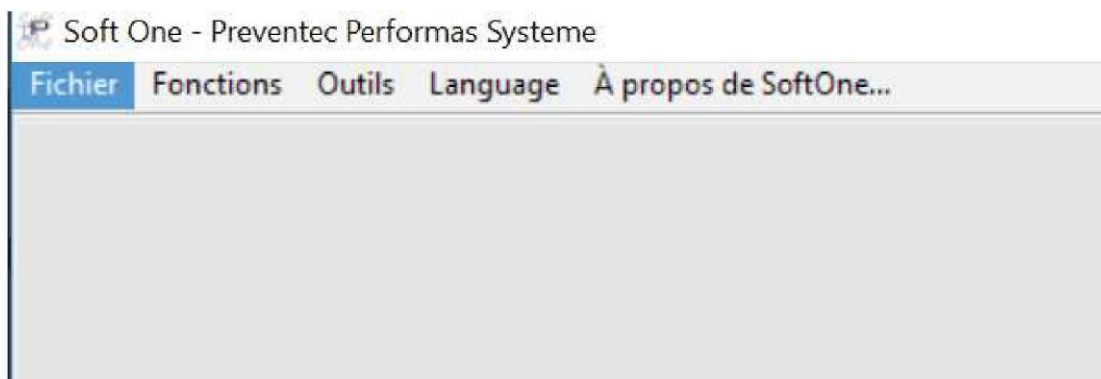 Soft One - Preventec Performas Systeme
Fichier Fonctions Outils Language À propos de SoftOne...